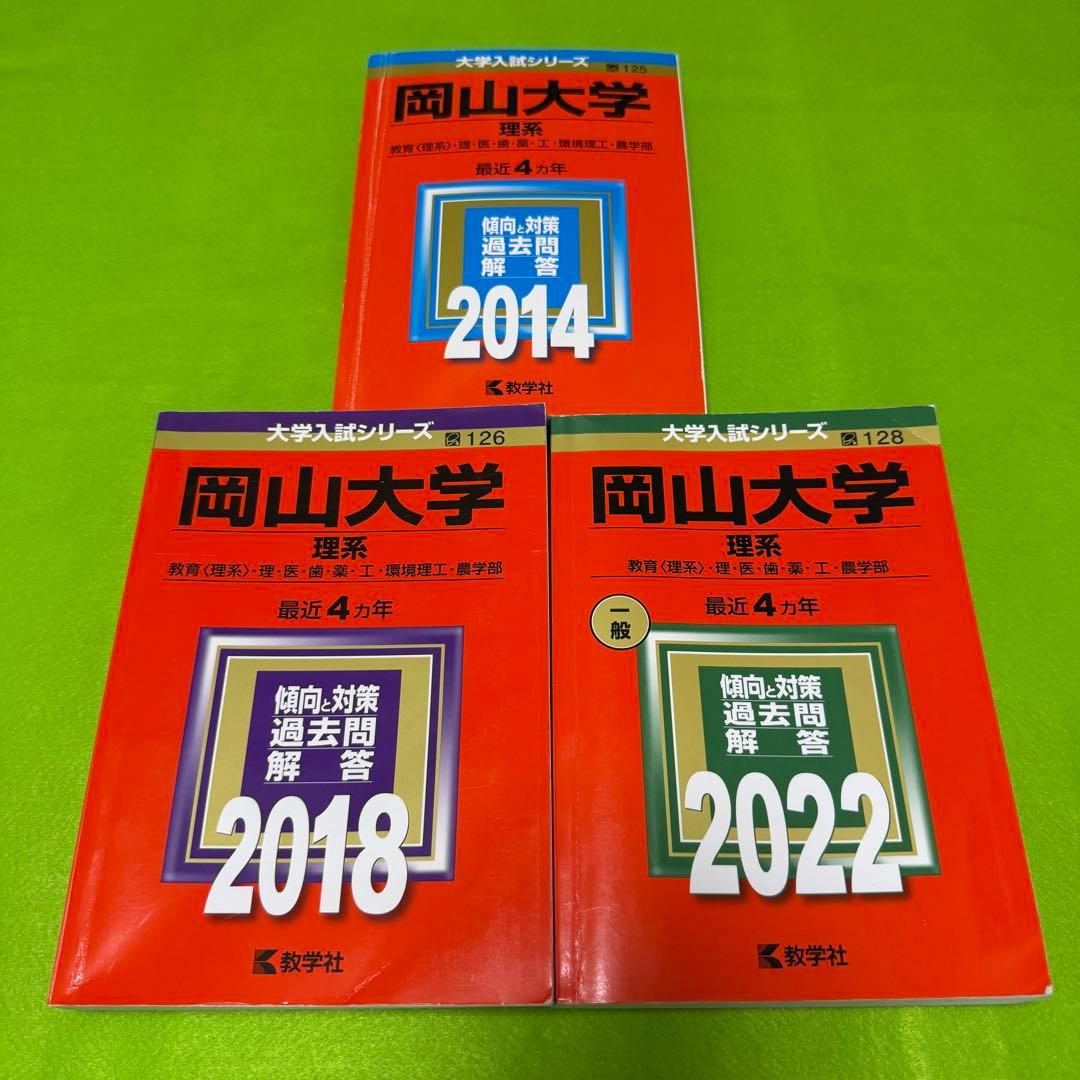 大学入試シリーズ
125
岡山大学
理系
教育〈理系〉・理・医・歯・薬・工・環境理工・農学部
最近4カ年
傾向と対策
過去問
解答
2014
教学社
大学入試シリーズ
126
岡山大学
理系
教育〈理系〉・理・医・歯・薬・工・環境理工・農学部
最近4カ年
傾向と対策
過去問
解答
2018
教学社
大学入試シリーズ
128
岡山大学
理系
教育〈理系〉・理・医・歯・薬・工・農学部
一般
最近4カ年
傾向と対策
過去問
解答
2022
教学社